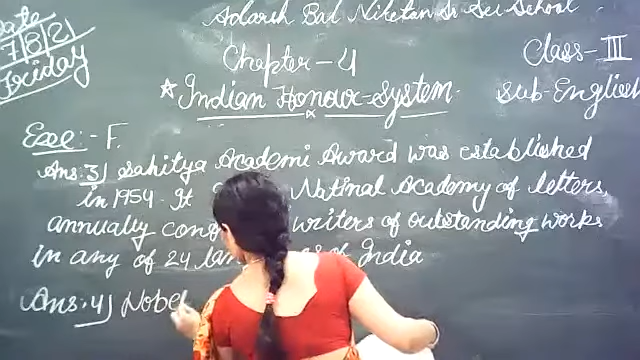 Date
7/8/21
Friday
Adarsh Bal Niketan Sr Sec School
Chapter - 4
Class - III
* Indian Honour System
Sub - English
Exe :- F.
Ans:3) Sahitya Academi Award was established
in 1954. It National Academy of letters,
annually writers of outstanding works
in any of 24 of India
Ans:4) Nobel